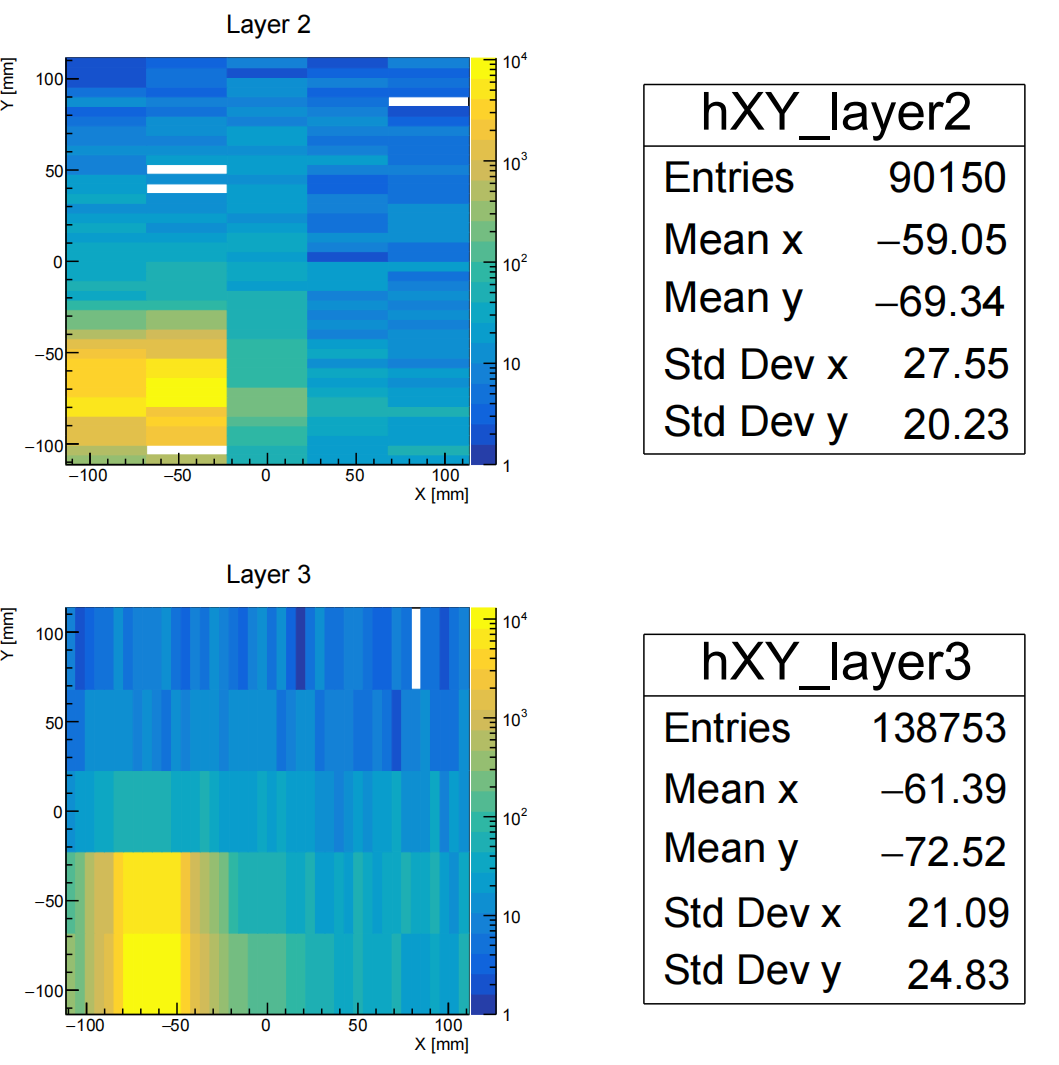 Layer 2
Y [mm]
100
50
0
−50
−100
−100 −50 0 50 100
X [mm]
10⁴
10³
10²
10
1
hXY_layer2
Entries 90150
Mean x −59.05
Mean y −69.34
Std Dev x 27.55
Std Dev y 20.23
Layer 3
Y [mm]
100
50
0
−50
−100
−100 −50 0 50 100
X [mm]
10⁴
10³
10²
10
1
hXY_layer3
Entries 138753
Mean x −61.39
Mean y −72.52
Std Dev x 21.09
Std Dev y 24.83